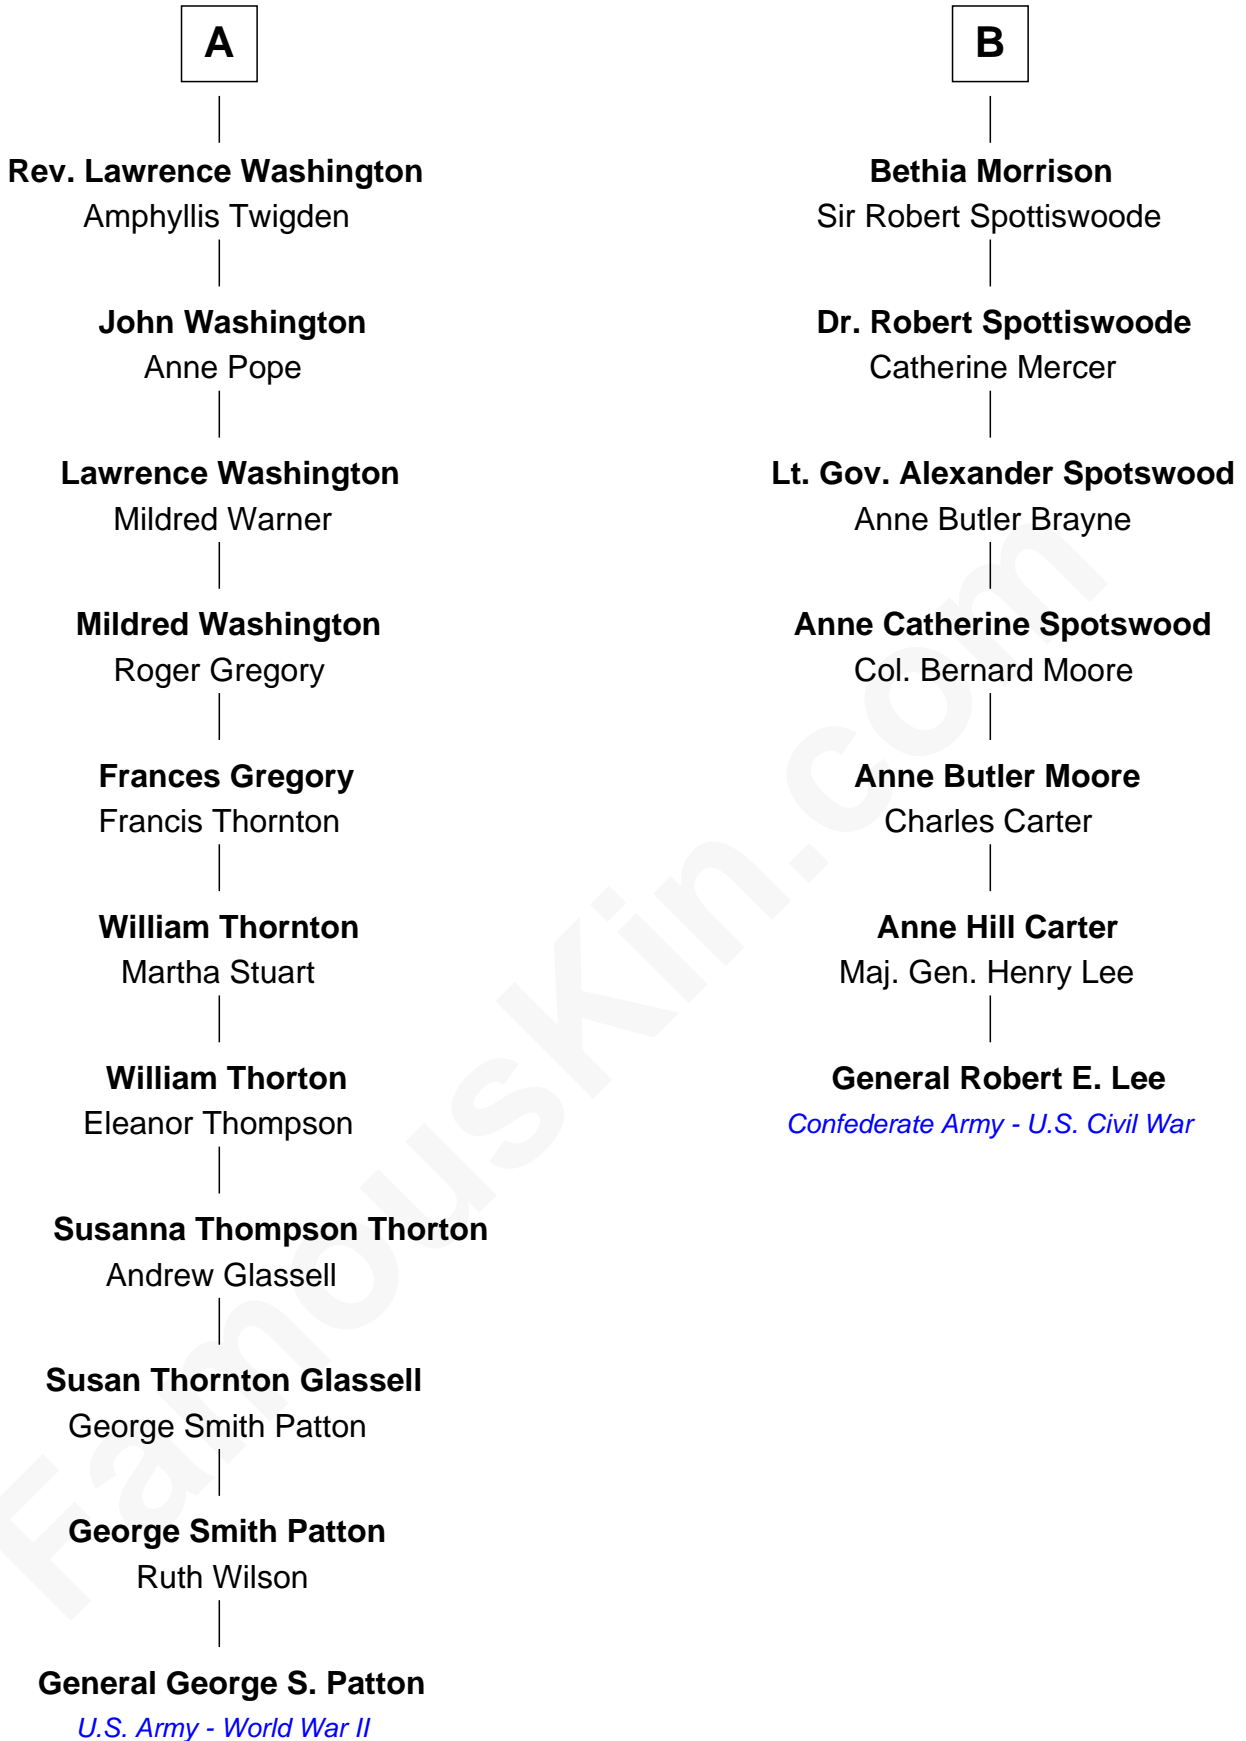 A
Rev. Lawrence Washington
Amphyllis Twigden
John Washington
Anne Pope
Lawrence Washington
Mildred Warner
Mildred Washington
Roger Gregory
Frances Gregory
Francis Thornton
William Thornton
Martha Stuart
William Thorton
Eleanor Thompson
Susanna Thompson Thorton
Andrew Glassell
Susan Thornton Glassell
George Smith Patton
George Smith Patton
Ruth Wilson
General George S. Patton
U.S. Army - World War II
B
Bethia Morrison
Sir Robert Spottiswoode
Dr. Robert Spottiswoode
Catherine Mercer
Lt. Gov. Alexander Spotswood
Anne Butler Brayne
Anne Catherine Spotswood
Col. Bernard Moore
Anne Butler Moore
Charles Carter
Anne Hill Carter
Maj. Gen. Henry Lee
General Robert E. Lee
Confederate Army - U.S. Civil War
FamousKin.com